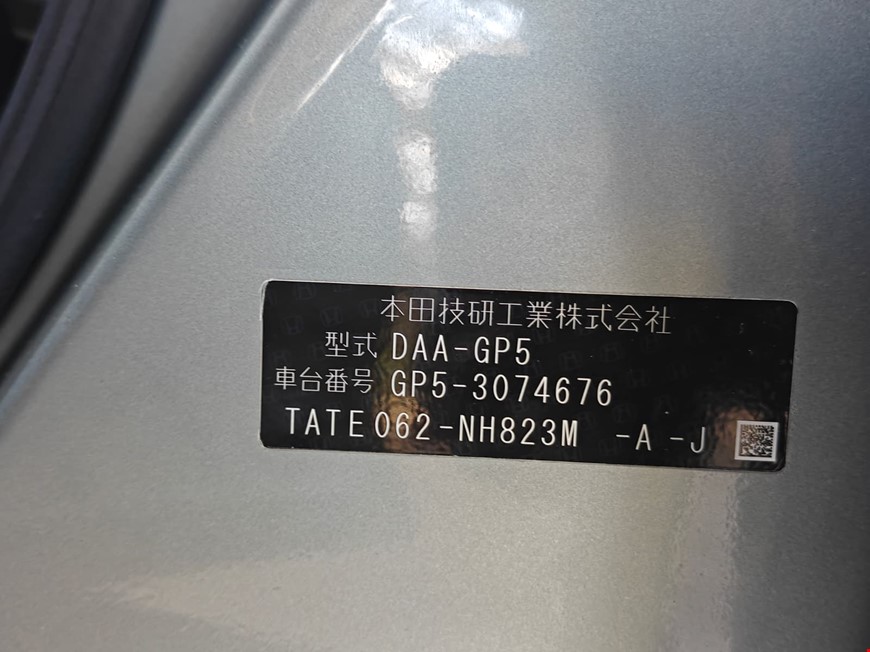 本田技研工業株式会社
型式 DAA-GP5
車台番号 GP5-3074676
TATE062-NH823M -A -J